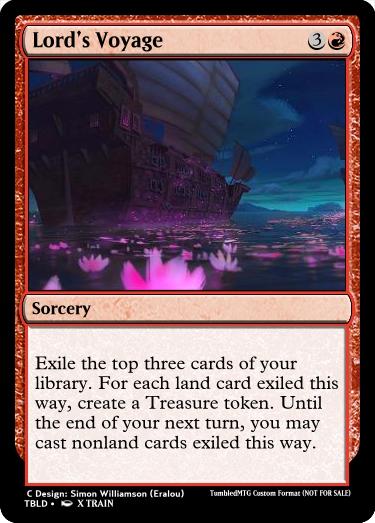 Lord's Voyage 3
Sorcery
Exile the top three cards of your
library. For each land card exiled this
way, create a Treasure token. Until
the end of your next turn, you may
cast nonland cards exiled this way.
C Design: Simon Williamson (Eralou)
TumbledMTG Custom Format (NOT FOR SALE)
TBLD • X TRAIN